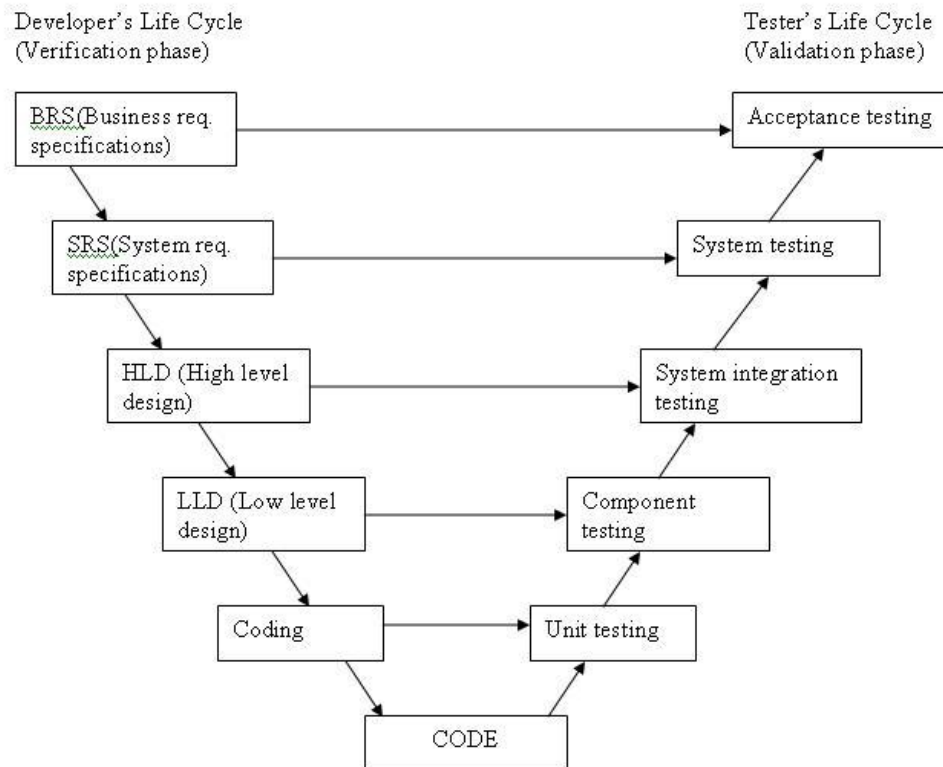 Developer's Life Cycle
(Verification phase)
Tester's Life Cycle
(Validation phase)
BRS(Business req.
specifications)
Acceptance testing
SRS(System req.
specifications)
System testing
HLD (High level
design)
System integration
testing
LLD (Low level
design)
Component
testing
Coding
Unit testing
CODE